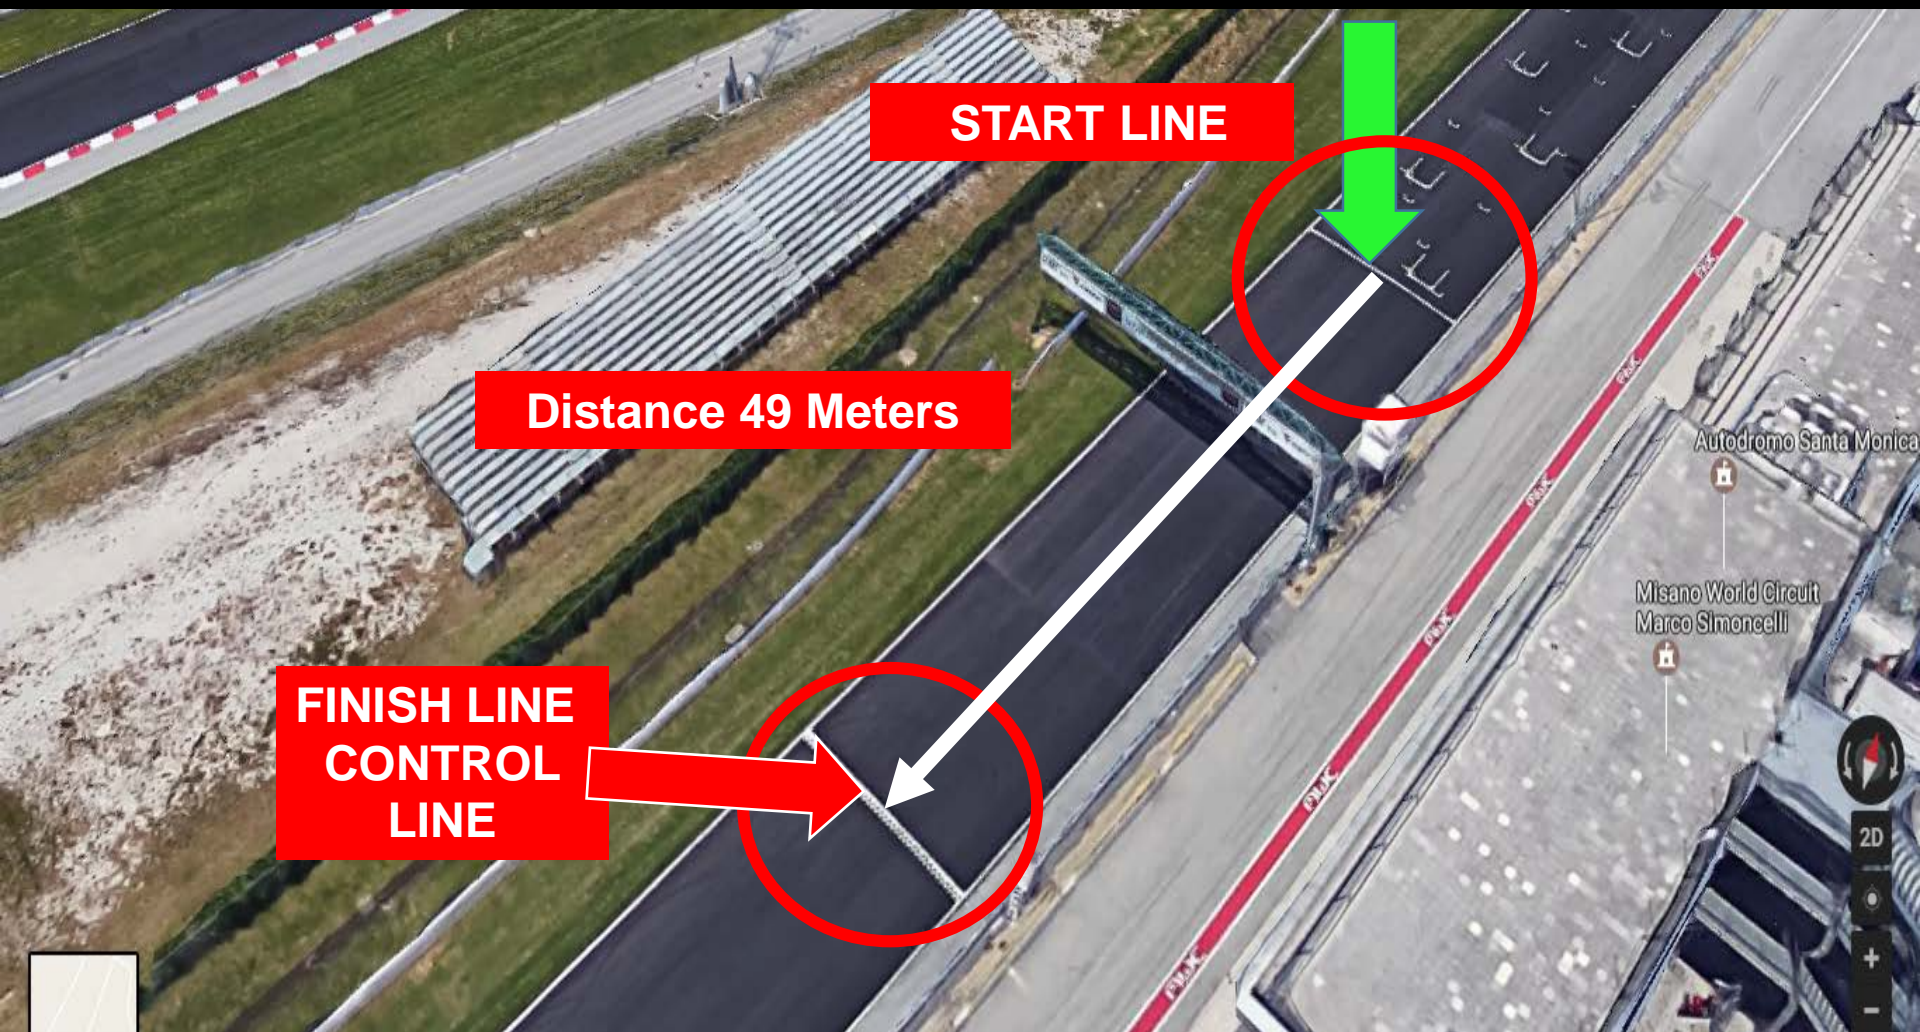 START LINE
Distance 49 Meters
Autodromo Santa Monica
Misano World Circuit
Marco Simoncelli
FINISH LINE
CONTROL
LINE
2D
+
-